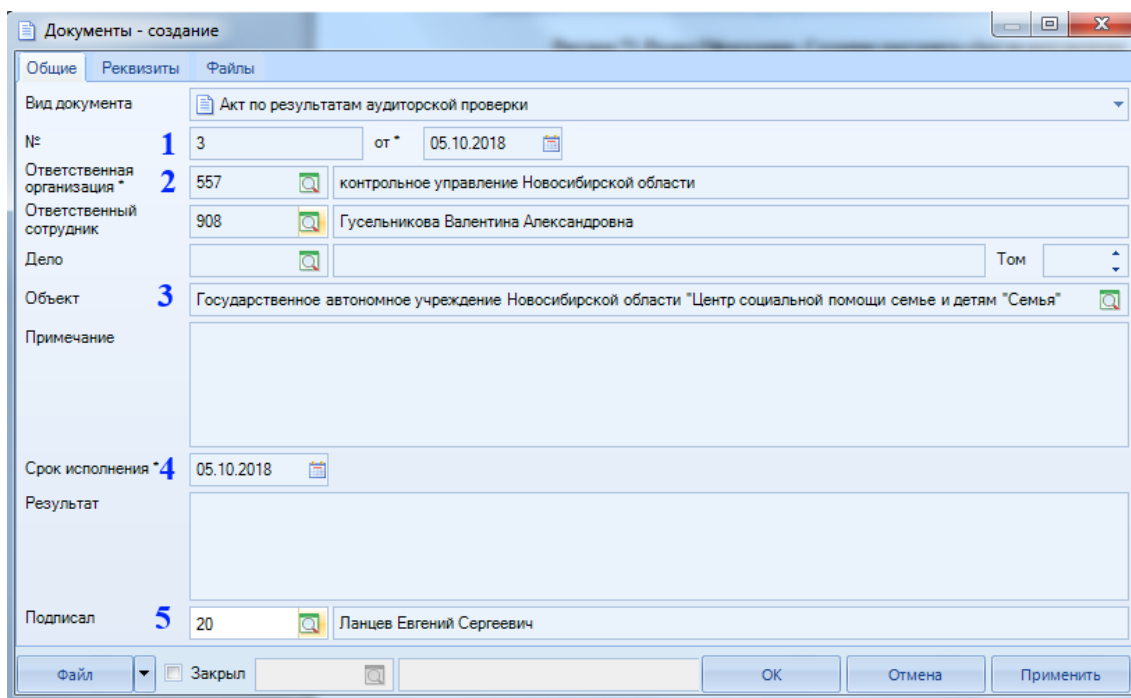 Документы - создание
Общие Реквизиты Файлы
Вид документа Акт по результатам аудиторской проверки
№ 1 3 от * 05.10.2018
Ответственная
организация * 2 557 контрольное управление Новосибирской области
Ответственный
сотрудник 908 Гусельникова Валентина Александровна
Дело Том
Объект 3 Государственное автономное учреждение Новосибирской области "Центр социальной помощи семье и детям "Семья"
Примечание
Срок исполнения * 4 05.10.2018
Результат
Подписал 5 20 Ланцев Евгений Сергеевич
Файл Закрыл ОК Отмена Применить